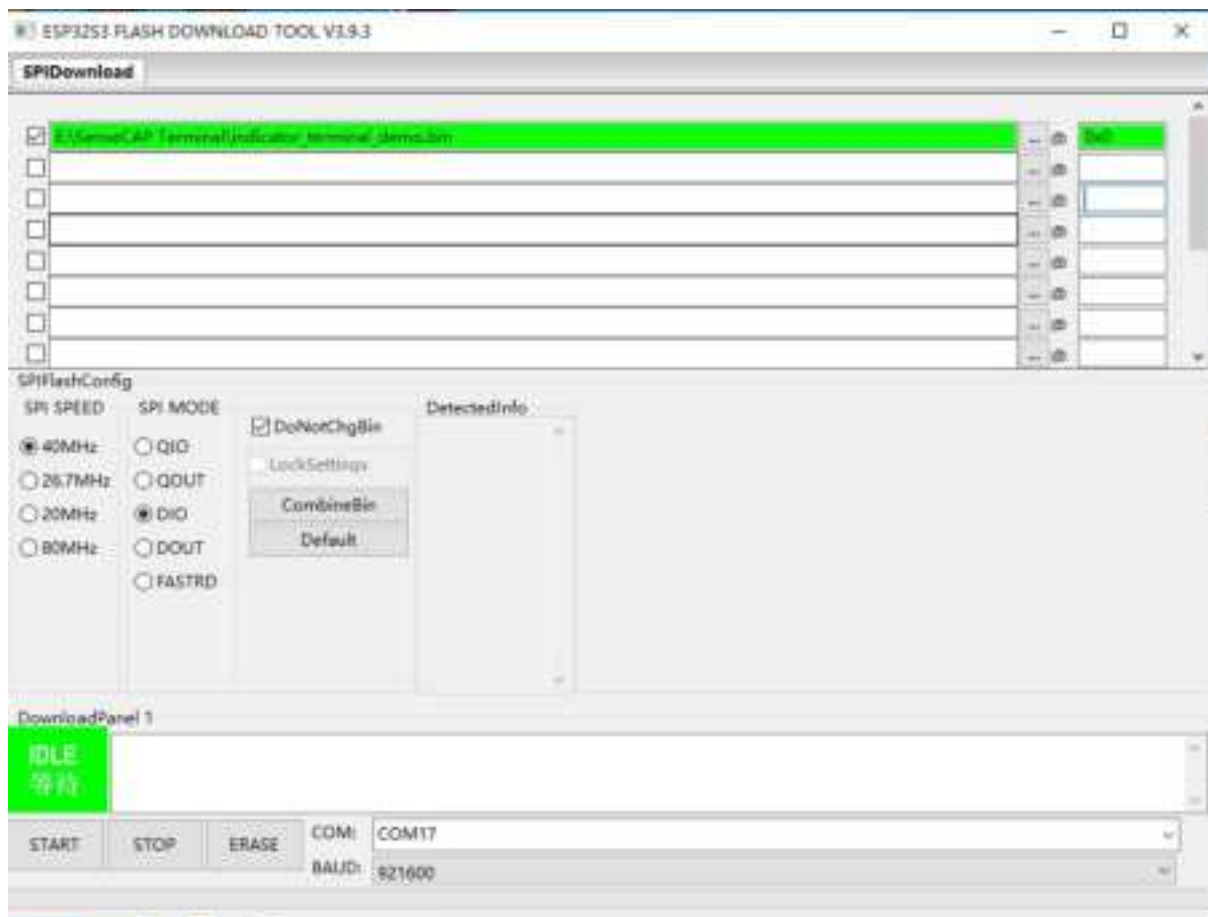 ESP32S3 FLASH DOWNLOAD TOOL V3.9.3
SPIDownload
E:\SenseCAP Terminal\indicator_terminal_demo.bin ... @ 0x0
... @
... @
... @
... @
... @
... @
... @
SPIFlashConfig
SPI SPEED SPI MODE DetectedInfo
DoNotChgBin
40MHz QIO
LockSettings
26.7MHz QOUT
CombineBin
20MHz DIO
Default
80MHz DOUT
FASTRD
DownloadPanel 1
IDLE
等待
START STOP ERASE COM: COM17
BAUD: 921600